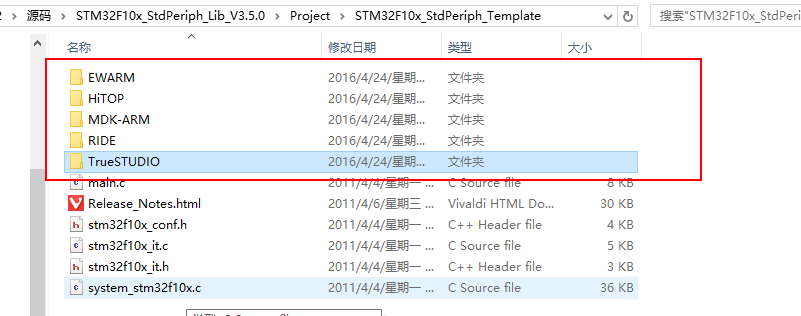 2 › 源码 › STM32F10x_StdPeriph_Lib_V3.5.0 › Project › STM32F10x_StdPeriph_Template
搜索"STM32F10x_StdPeri
名称 修改日期 类型 大小
EWARM 2016/4/24/星期... 文件夹
HiTOP 2016/4/24/星期... 文件夹
MDK-ARM 2016/4/24/星期... 文件夹
RIDE 2016/4/24/星期... 文件夹
TrueSTUDIO 2016/4/24/星期... 文件夹
main.c 2011/4/4/星期一 ... C Source file 8 KB
Release_Notes.html 2011/4/6/星期三 ... Vivaldi HTML Do... 30 KB
stm32f10x_conf.h 2011/4/4/星期一 ... C++ Header file 4 KB
stm32f10x_it.c 2011/4/4/星期一 ... C Source file 5 KB
stm32f10x_it.h 2011/4/4/星期一 ... C++ Header file 3 KB
system_stm32f10x.c 2011/4/4/星期一 ... C Source file 36 KB